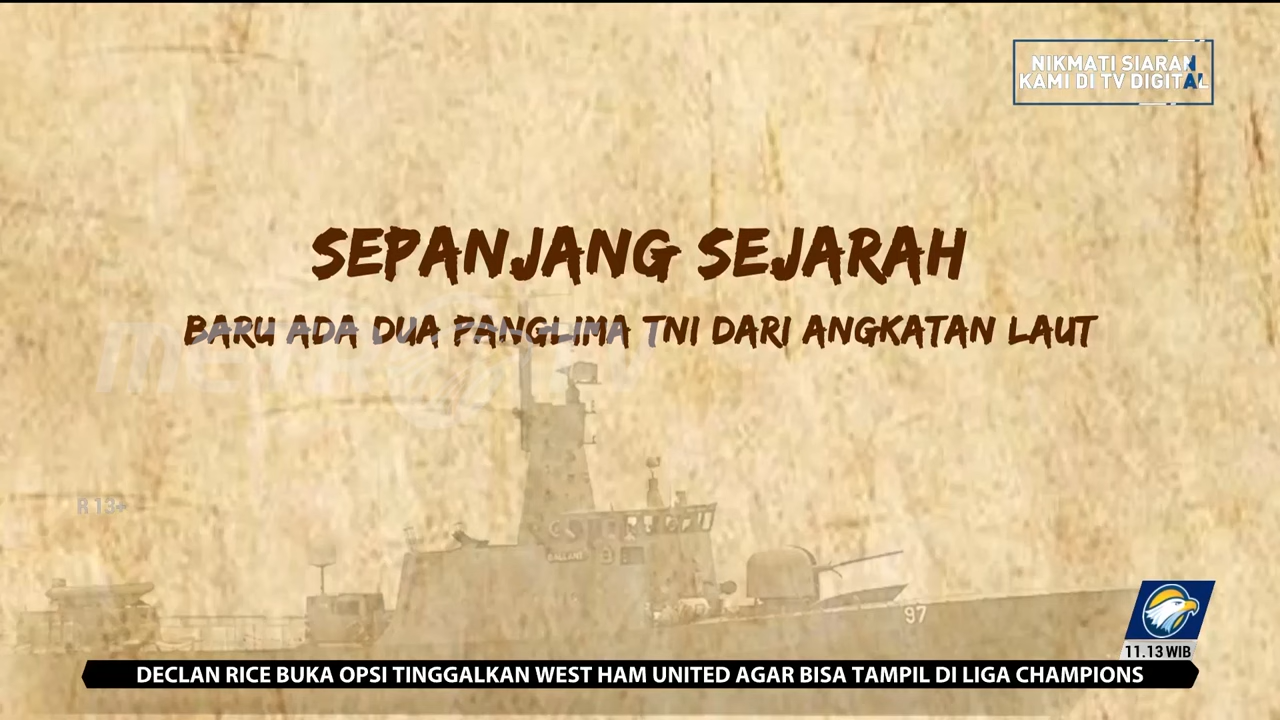 NIKMATI SIARAN
KAMI DI TV DIGITAL
SEPANJANG SEJARAH
BARU ADA DUA PANGLIMA TNI DARI ANGKATAN LAUT
R 13+
97
11.13 WIB
DECLAN RICE BUKA OPSI TINGGALKAN WEST HAM UNITED AGAR BISA TAMPIL DI LIGA CHAMPIONS